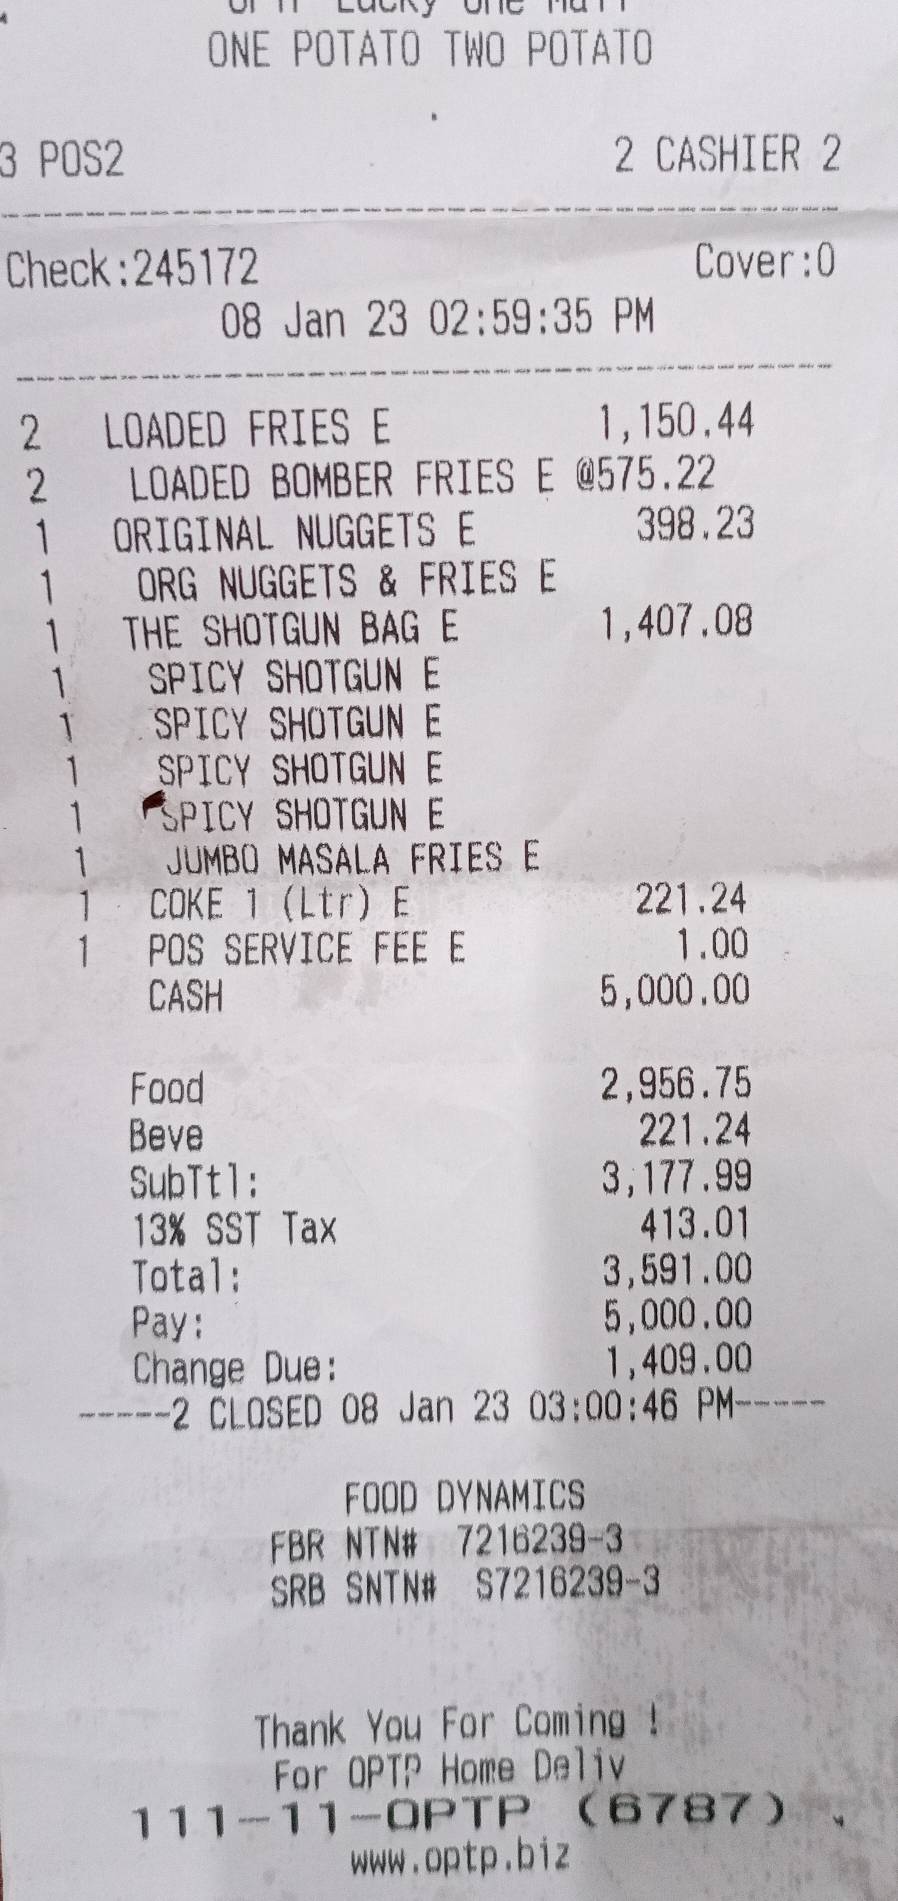 Lucky One Mall
ONE POTATO TWO POTATO
3 POS2 2 CASHIER 2
Check:245172 Cover:0
08 Jan 23 02:59:35 PM
2 LOADED FRIES E 1,150.44
2 LOADED BOMBER FRIES E @575.22
1 ORIGINAL NUGGETS E 398.23
1 ORG NUGGETS & FRIES E
1 THE SHOTGUN BAG E 1,407.08
1 SPICY SHOTGUN E
1 SPICY SHOTGUN E
1 SPICY SHOTGUN E
1 SPICY SHOTGUN E
1 JUMBO MASALA FRIES E
1 COKE 1 (Ltr) E 221.24
1 POS SERVICE FEE E 1.00
CASH 5,000.00
Food 2,956.75
Beve 221.24
SubTtl: 3,177.99
13% SST Tax 413.01
Total: 3,591.00
Pay: 5,000.00
Change Due: 1,409.00
-----2 CLOSED 08 Jan 23 03:00:46 PM-----
FOOD DYNAMICS
FBR NTN# 7216239-3
SRB SNTN# S7216239-3
Thank You For Coming !
For OPTP Home Deliv
111-11-OPTP (6787)
www.optp.biz